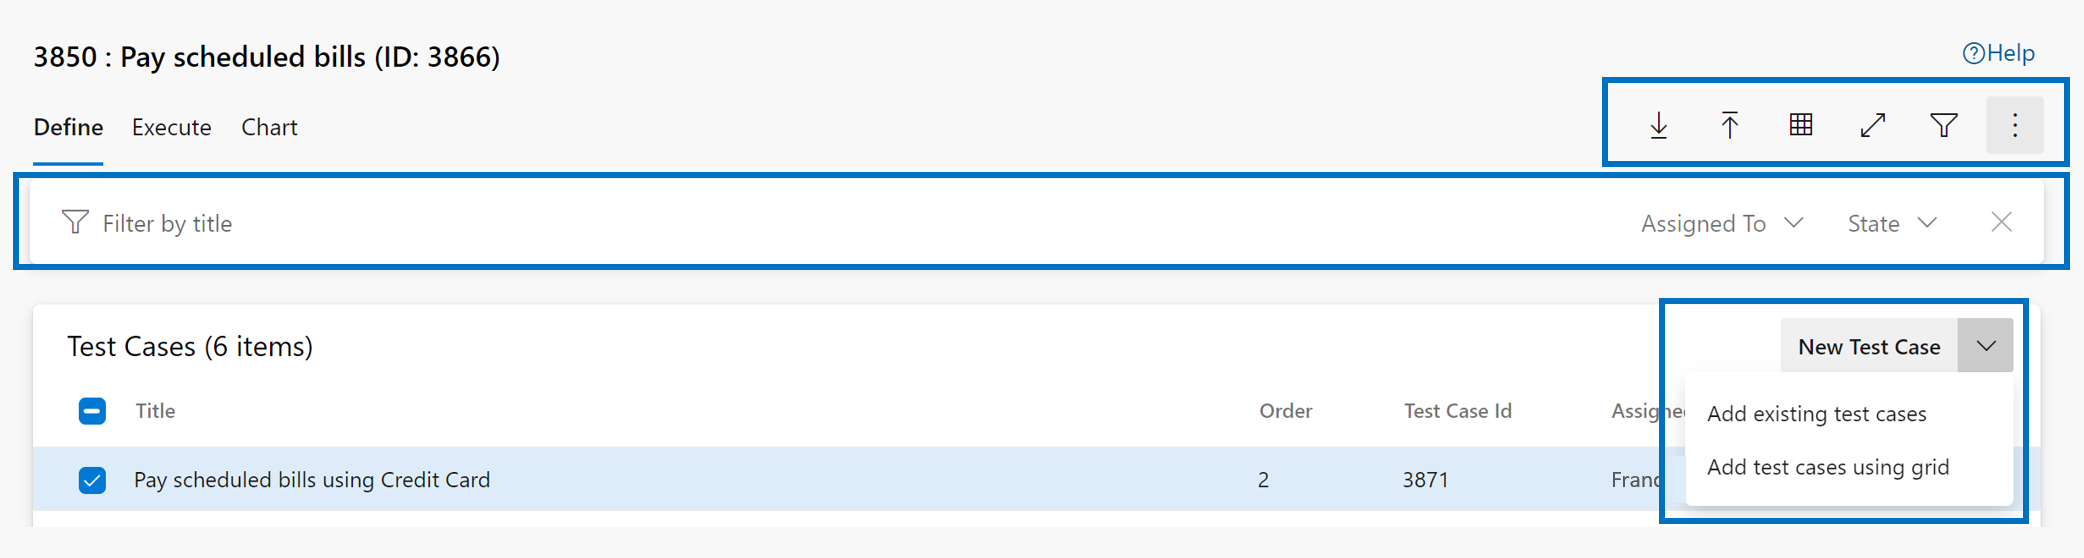 3850 : Pay scheduled bills (ID: 3866)
Help
Define Execute Chart
Filter by title Assigned To State
Test Cases (6 items) New Test Case
Title Order Test Case Id Assigne
Add existing test cases
Add test cases using grid
Pay scheduled bills using Credit Card 2 3871 Franc